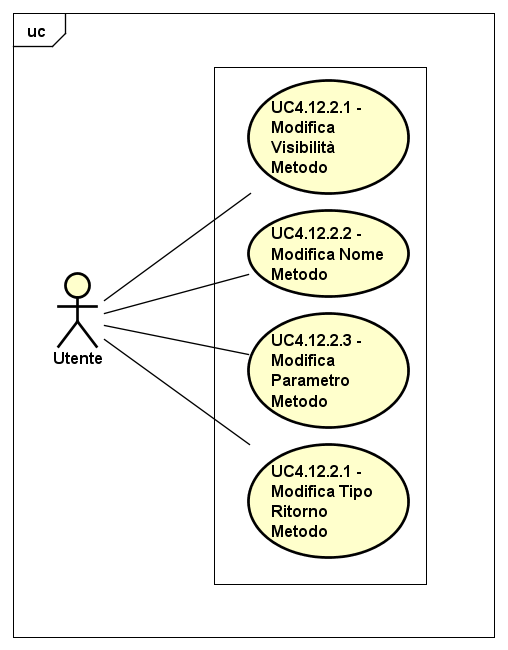 uc
UC4.12.2.1 -
Modifica
Visibilità
Metodo
UC4.12.2.2 -
Modifica Nome
Metodo
UC4.12.2.3 -
Modifica
Parametro
Metodo
Utente
UC4.12.2.1 -
Modifica Tipo
Ritorno
Metodo